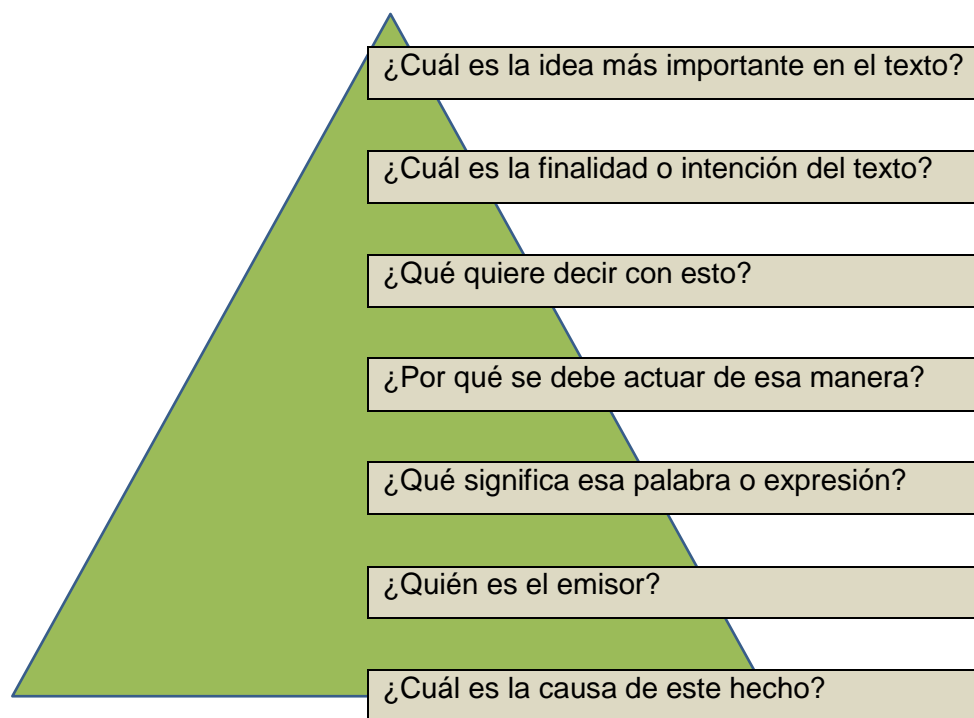 ¿Cuál es la idea más importante en el texto?
¿Cuál es la finalidad o intención del texto?
¿Qué quiere decir con esto?
¿Por qué se debe actuar de esa manera?
¿Qué significa esa palabra o expresión?
¿Quién es el emisor?
¿Cuál es la causa de este hecho?